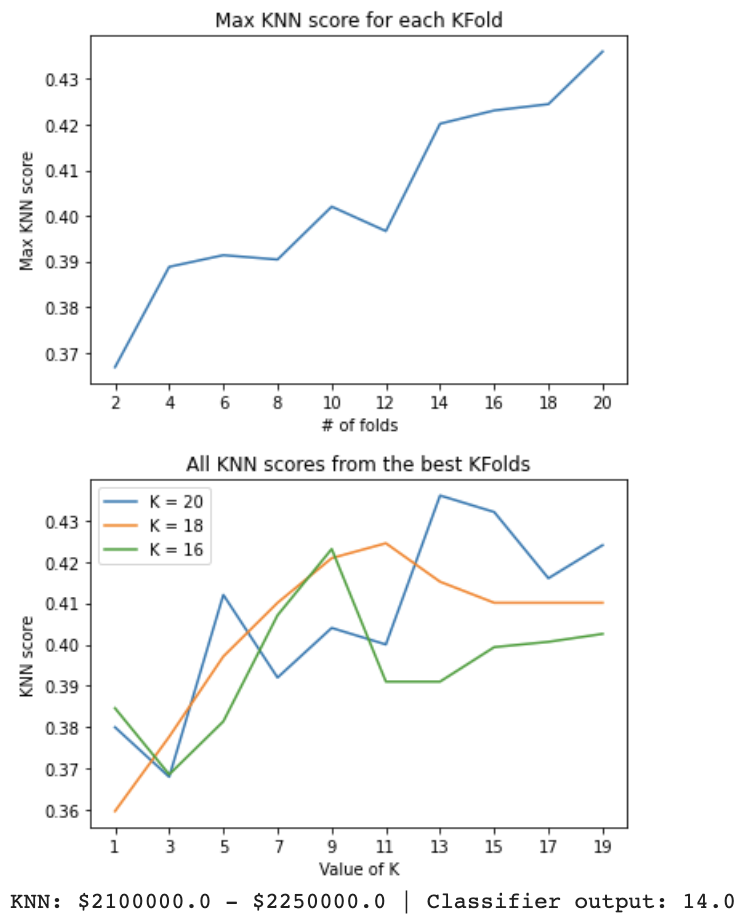 Max KNN score for each KFold
0.43
0.42
0.41
0.40
0.39
0.38
0.37
Max KNN score
2 4 6 8 10 12 14 16 18 20
# of folds
All KNN scores from the best KFolds
K = 20
K = 18
K = 16
0.43
0.42
0.41
0.40
0.39
0.38
0.37
0.36
KNN score
1 3 5 7 9 11 13 15 17 19
Value of K
KNN: $2100000.0 - $2250000.0 | Classifier output: 14.0